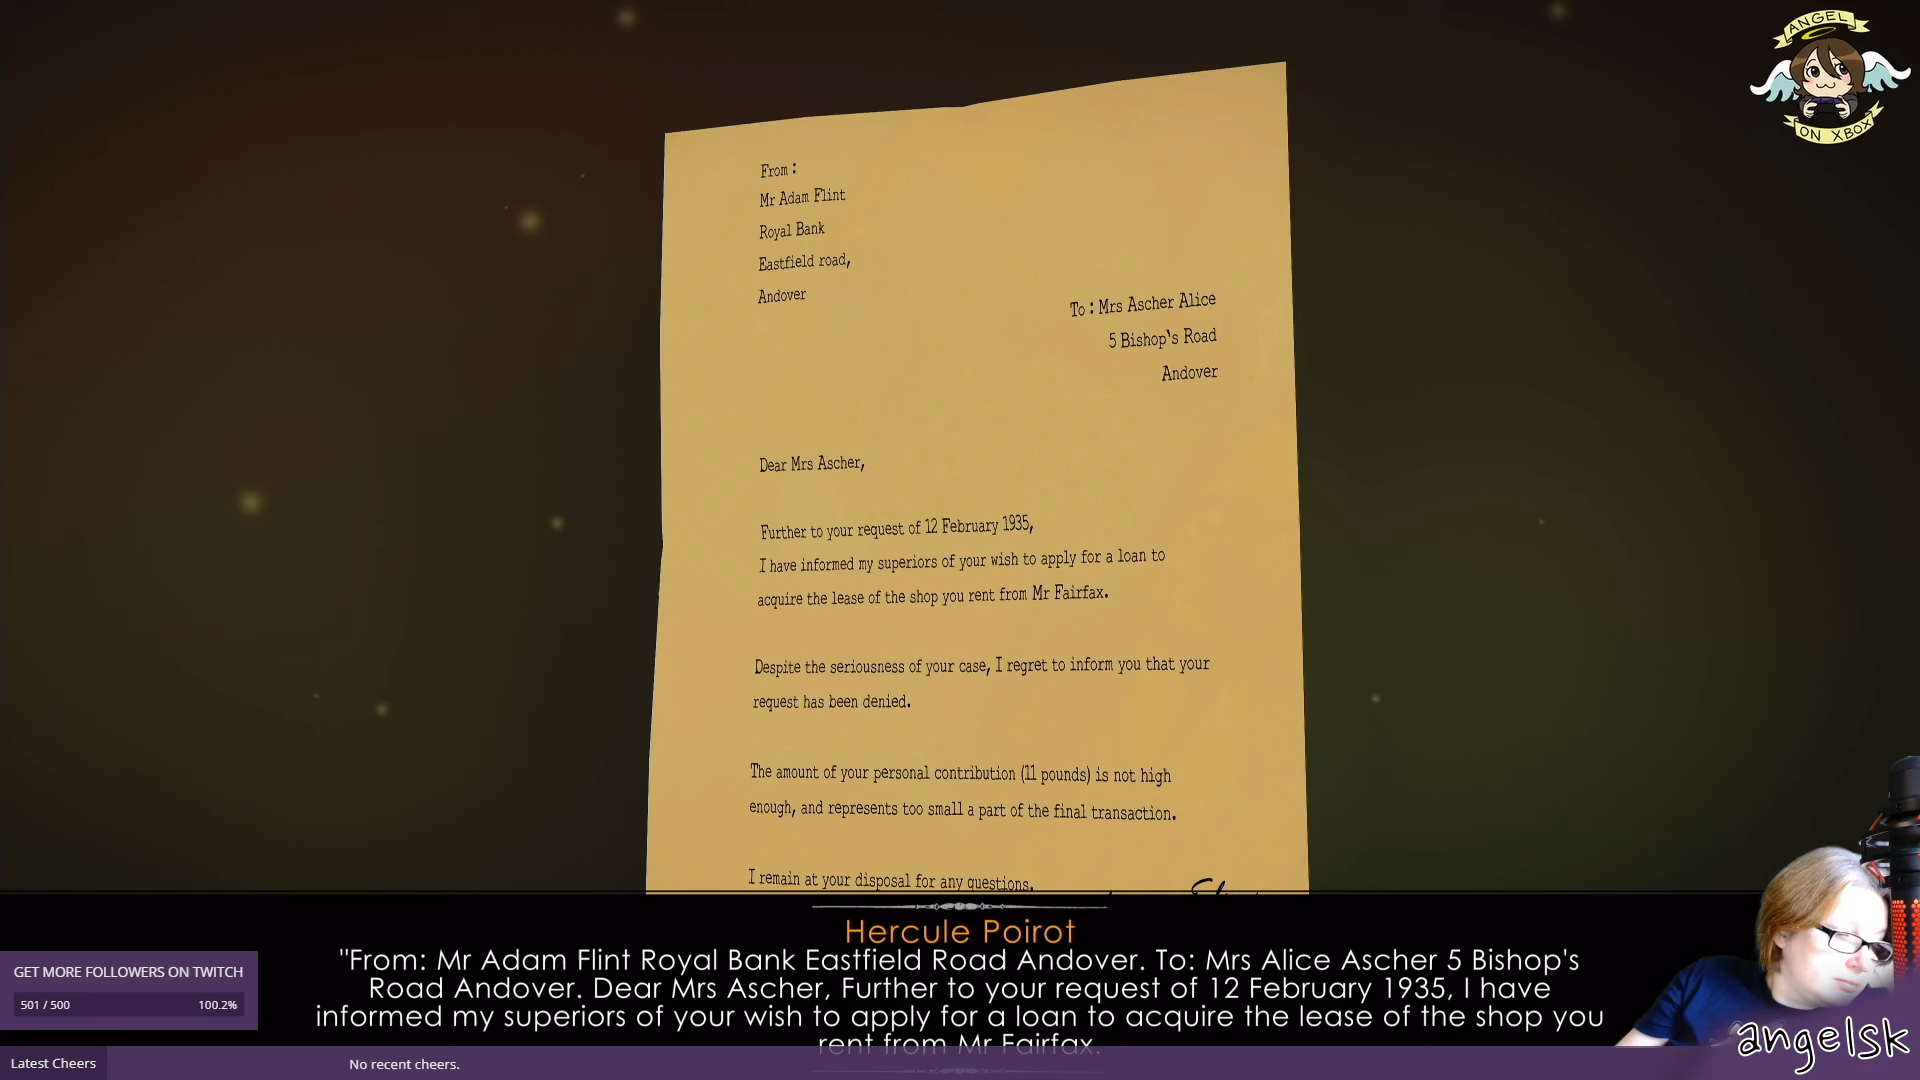 ANGEL
ON XBOX
From :
Mr Adam Flint
Royal Bank
Eastfield road,
Andover
To : Mrs Ascher Alice
5 Bishop's Road
Andover
Dear Mrs Ascher,
Further to your request of 12 February 1935,
I have informed my superiors of your wish to apply for a loan to
acquire the lease of the shop you rent from Mr Fairfax.
Despite the seriousness of your case, I regret to inform you that your
request has been denied.
The amount of your personal contribution (11 pounds) is not high
enough, and represents too small a part of the final transaction.
I remain at your disposal for any questions.
Hercule Poirot
"From: Mr Adam Flint Royal Bank Eastfield Road Andover. To: Mrs Alice Ascher 5 Bishop's
Road Andover. Dear Mrs Ascher, Further to your request of 12 February 1935, I have
informed my superiors of your wish to apply for a loan to acquire the lease of the shop you
rent from Mr Fairfax.
GET MORE FOLLOWERS ON TWITCH
501 / 500 100.2%
Latest Cheers No recent cheers.
angelsk